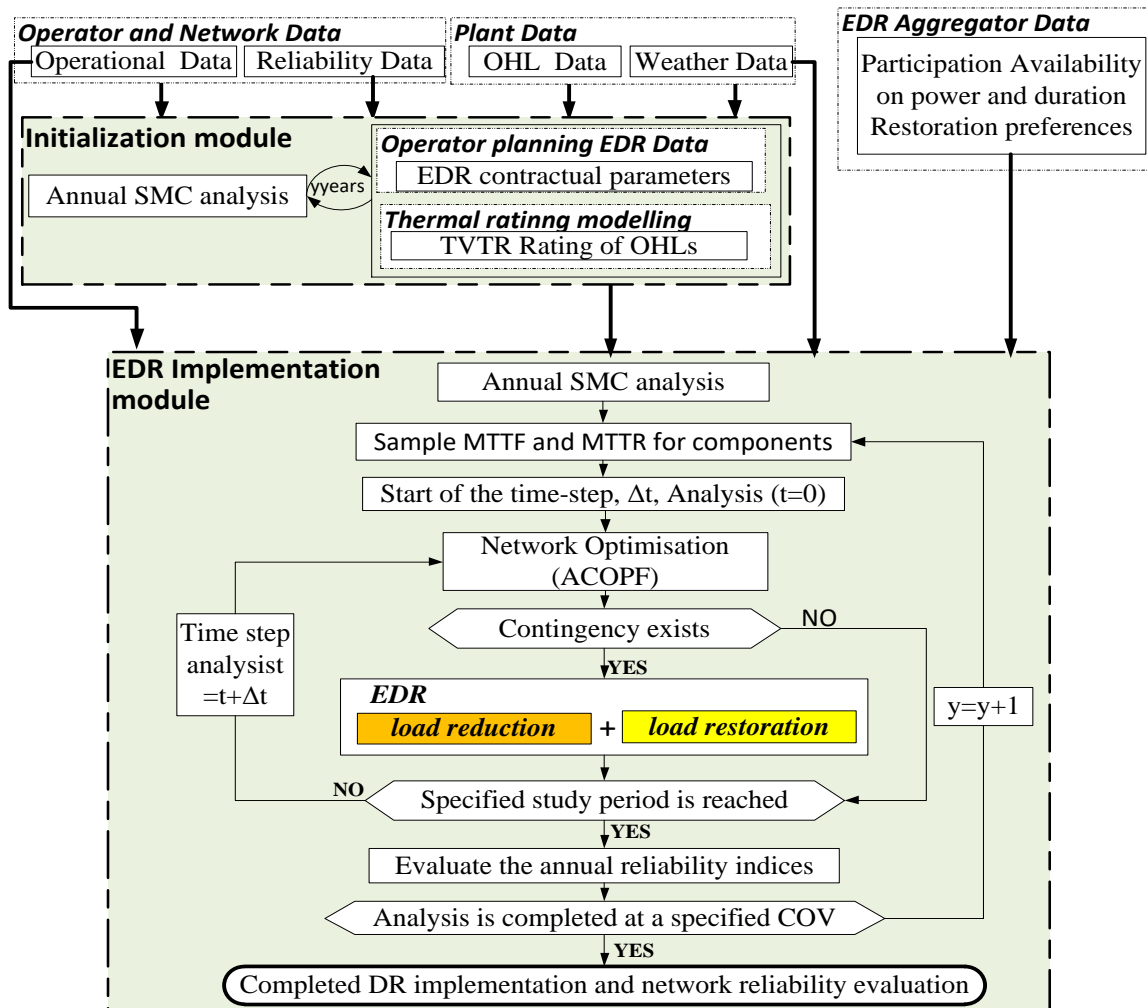 Operator and Network Data
Operational Data
Reliability Data
Plant Data
OHL Data
Weather Data
EDR Aggregator Data
Participation Availability
on power and duration
Restoration preferences
Initialization module
Annual SMC analysis
yyears
Operator planning EDR Data
EDR contractual parameters
Thermal ratinng modelling
TVTR Rating of OHLs
EDR Implementation
module
Annual SMC analysis
Sample MTTF and MTTR for components
Start of the time-step, Δt, Analysis (t=0)
Network Optimisation
(ACOPF)
Contingency exists
NO
YES
Time step
analysist
=t+Δt
EDR
load reduction + load restoration
y=y+1
NO
Specified study period is reached
YES
Evaluate the annual reliability indices
Analysis is completed at a specified COV
YES
Completed DR implementation and network reliability evaluation